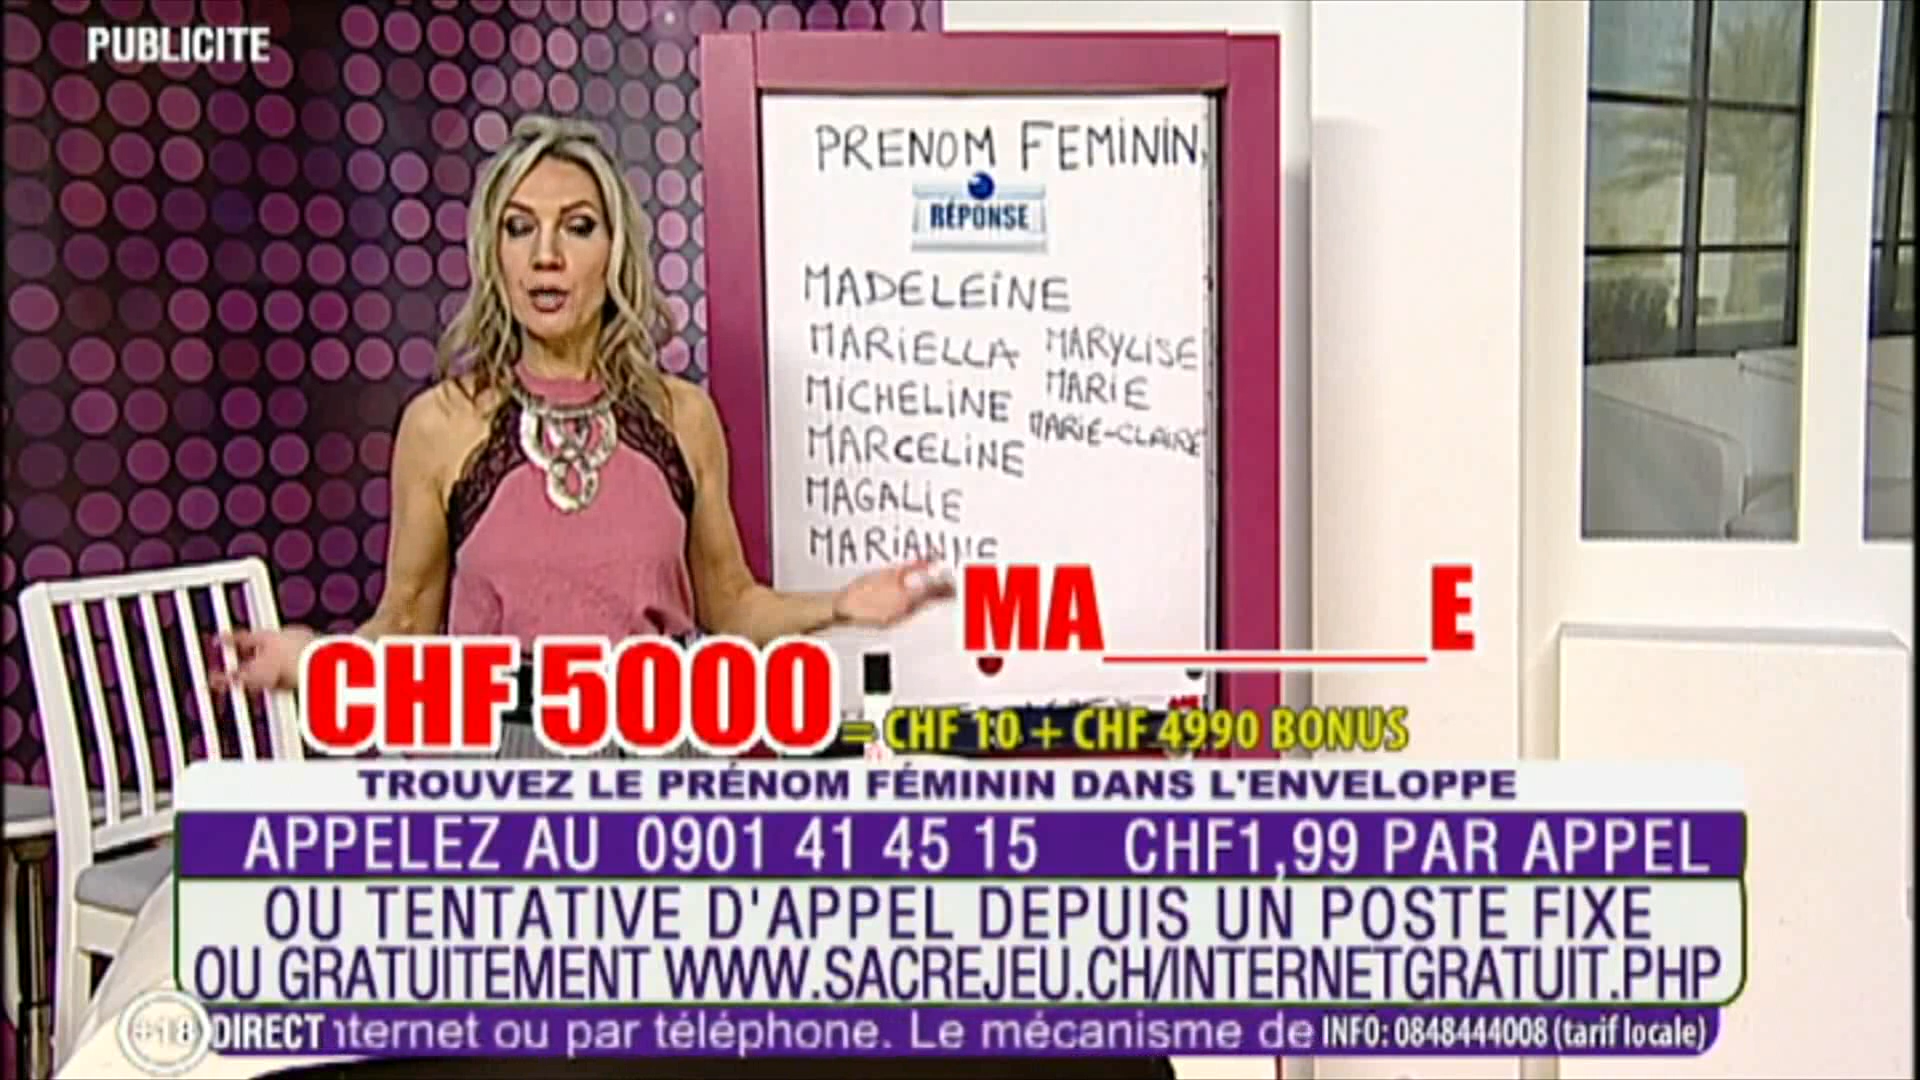 PUBLICITE
PRENOM FEMININ
RÉPONSE
MADELEINE
MARIELLA MARYLISE
MICHELINE MARIE
MARCELINE MARIE-CLAIRE
MAGALIE
MARIANNE
MA_______E
CHF 5000 = CHF 10 + CHF 4990 BONUS
TROUVEZ LE PRÉNOM FÉMININ DANS L'ENVELOPPE
APPELEZ AU 0901 41 45 15 CHF1,99 PAR APPEL
OU TENTATIVE D'APPEL DEPUIS UN POSTE FIXE
OU GRATUITEMENT WWW.SACREJEU.CH/INTERNETGRATUIT.PHP
+18 DIRECT nternet ou par téléphone. Le mécanisme de INFO: 0848444008 (tarif locale)